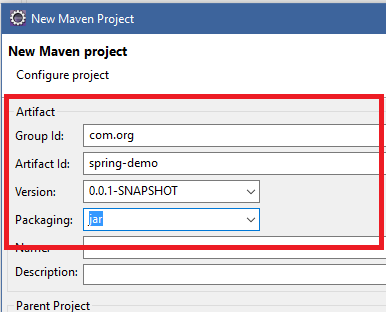 New Maven Project
New Maven project
Configure project
Artifact
Group Id: com.org
Artifact Id: spring-demo
Version: 0.0.1-SNAPSHOT
Packaging: jar
Name:
Description:
Parent Project